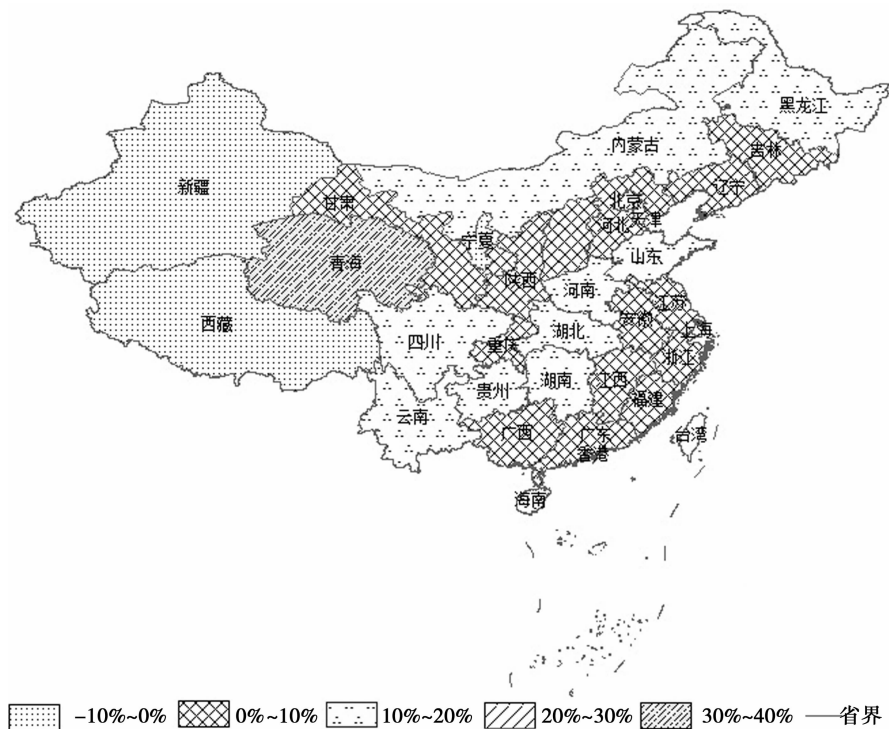 黑龙江
内蒙古
吉林
新疆
辽宁
甘肃
北京
天津
河北
宁夏
山东
青海
陕西
河南
江苏
西藏
安徽
上海
四川
湖北
重庆
浙江
贵州
湖南
江西
福建
云南
广西
广东
台湾
香港
海南
-10%~0% 0%~10% 10%~20% 20%~30% 30%~40% 省界